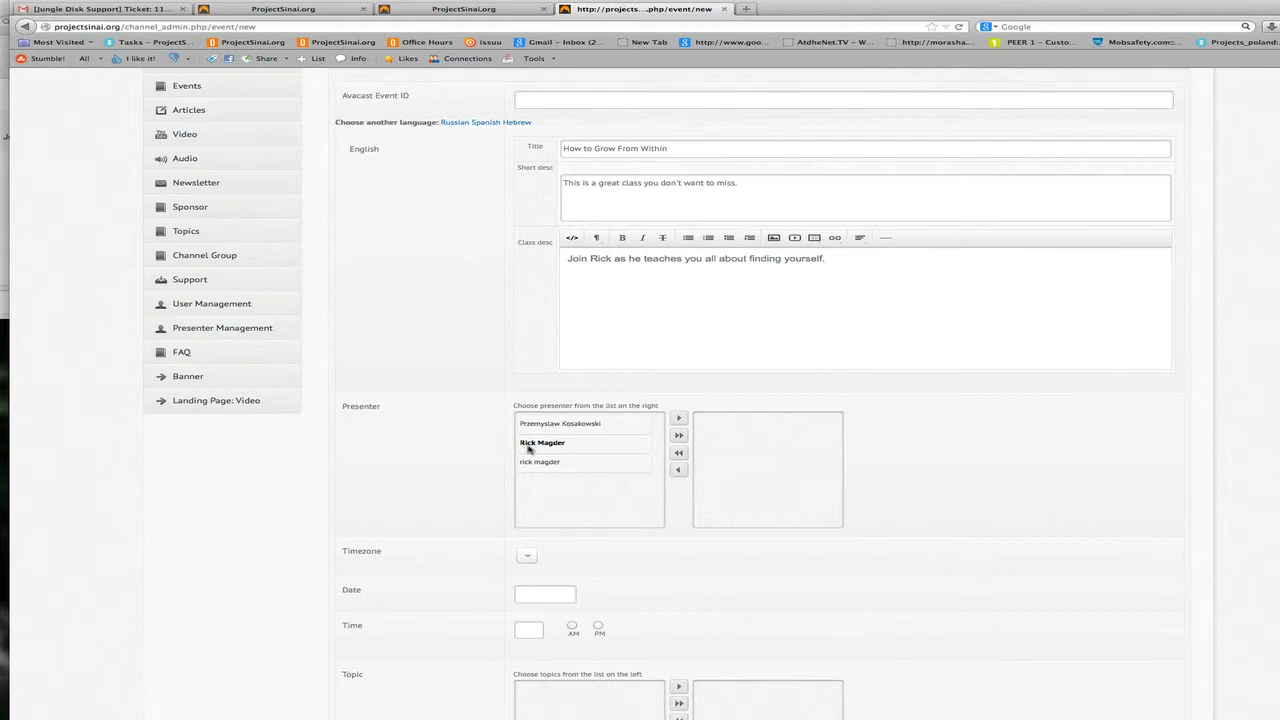 [Jungle Disk Support] Ticket: 11...
ProjectSinai.org
ProjectSinai.org
http://projects....php/event/new
projectsinai.org/channel_admin.php/event/new
Google
Most Visited
Tasks – ProjectS...
ProjectSinai.org
ProjectSinai.org
Office Hours
issuu
Gmail – Inbox (2...
New Tab
http://www.goo...
AtdheNet.TV – W...
http://morasha...
PEER 1 – Custo...
Mobsafety.com::...
Projects_poland:
Stumble!
All
I like it!
Share
List
Info
Likes
Connections
Tools
Events
Articles
Video
Audio
Newsletter
Sponsor
Topics
Channel Group
Support
User Management
Presenter Management
FAQ
Banner
Landing Page: Video
Avacast Event ID
Choose another language: Russian Spanish Hebrew
English
Title
How to Grow From Within
Short desc
This is a great class you don't want to miss.
Class desc
Join Rick as he teaches you all about finding yourself.
Presenter
Choose presenter from the list on the right
Przemyslaw Kosakowski
Rick Magder
rick magder
Timezone
Date
Time
AM
PM
Topic
Choose topics from the list on the left